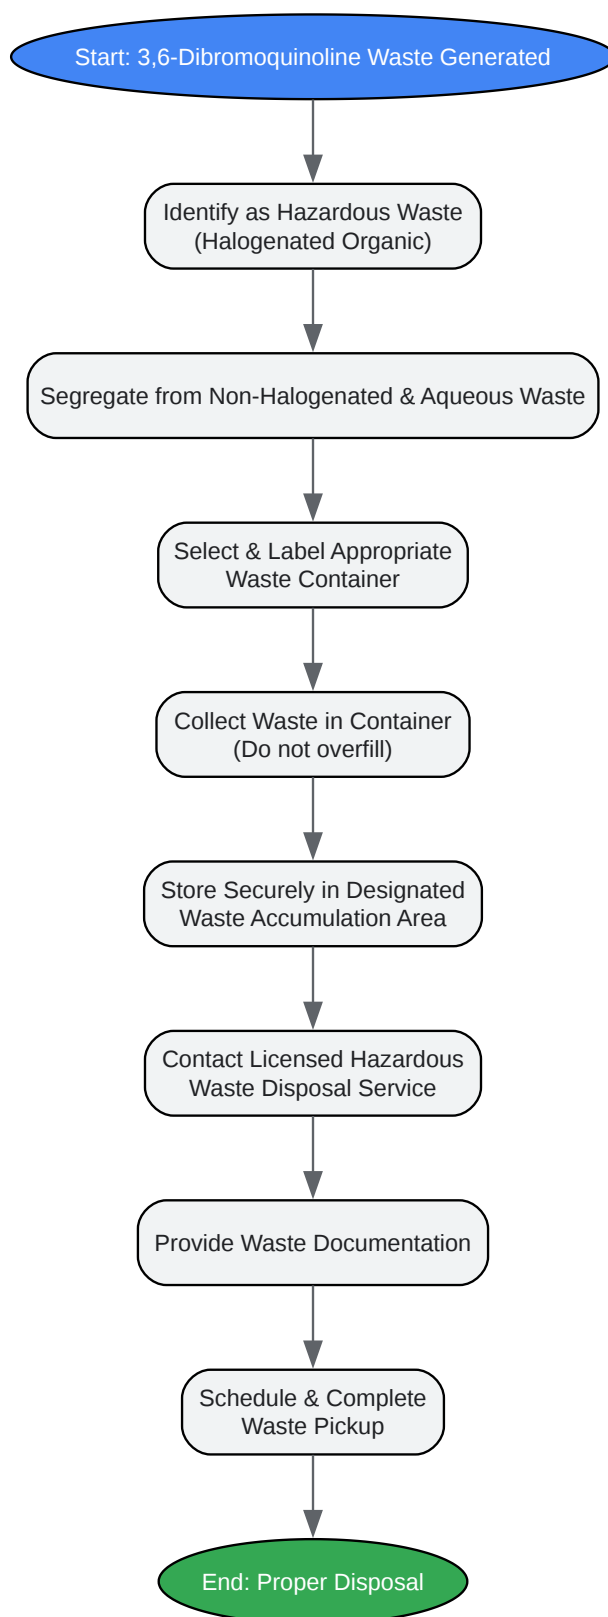 Start: 3,6-Dibromoquinoline Waste Generated
Identify as Hazardous Waste
(Halogenated Organic)
Segregate from Non-Halogenated & Aqueous Waste
Select & Label Appropriate
Waste Container
Collect Waste in Container
(Do not overfill)
Store Securely in Designated
Waste Accumulation Area
Contact Licensed Hazardous
Waste Disposal Service
Provide Waste Documentation
Schedule & Complete
Waste Pickup
End: Proper Disposal